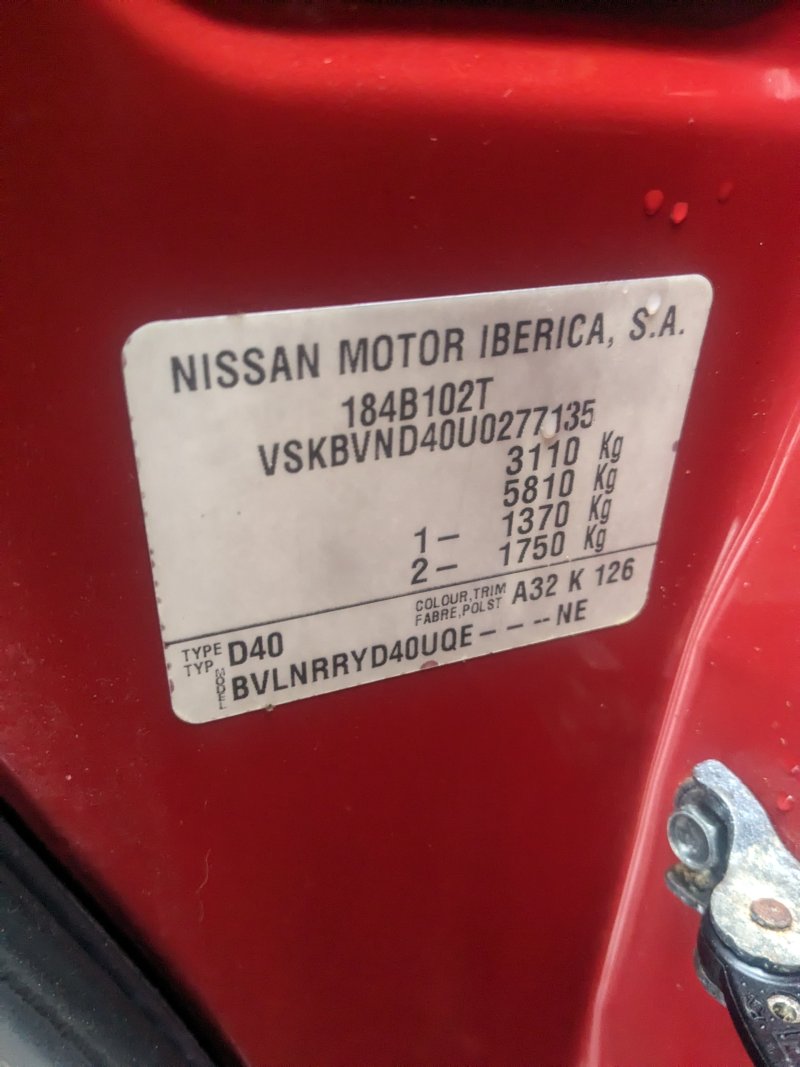 NISSAN MOTOR IBERICA, S.A.
184B102T
VSKBVND40U0277135
3110 Kg
5810 Kg
1- 1370 Kg
2- 1750 Kg
TYPE TYP D40 COLOUR,TRIM FABRE,POLST A32 K 126
MODEL BVLNRRYD40UQE----NE